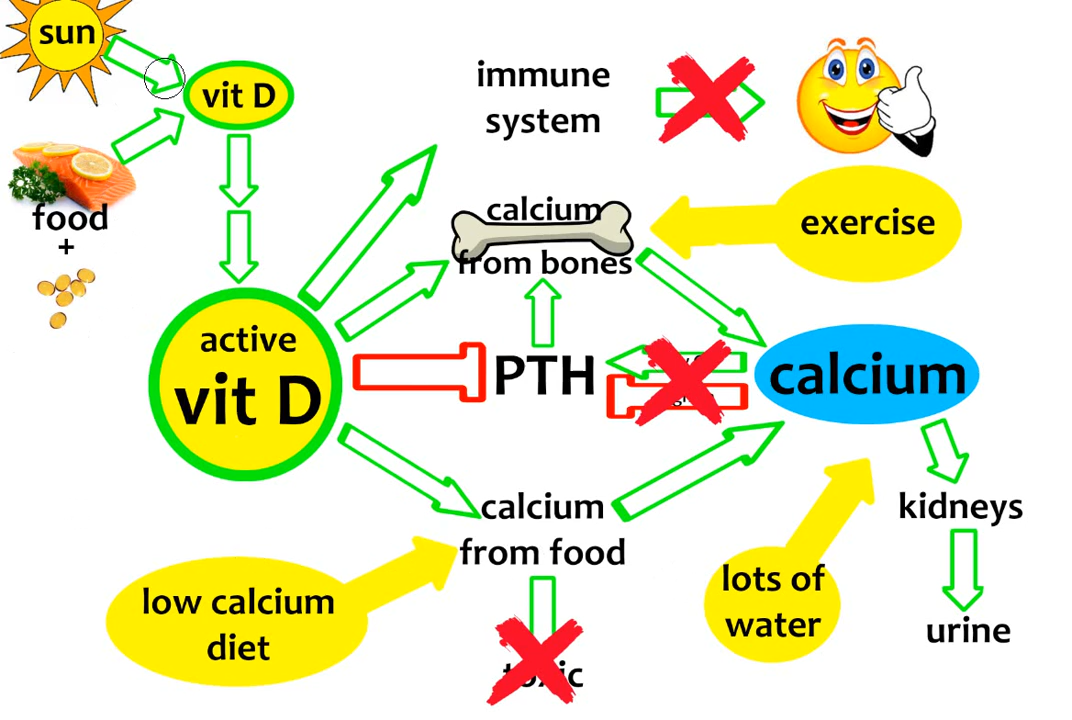 sun
vit D
food
+
active
vit D
immune
system
calcium
from bones
exercise
PTH
calcium
calcium
from food
low calcium
diet
toxic
lots of
water
kidneys
urine